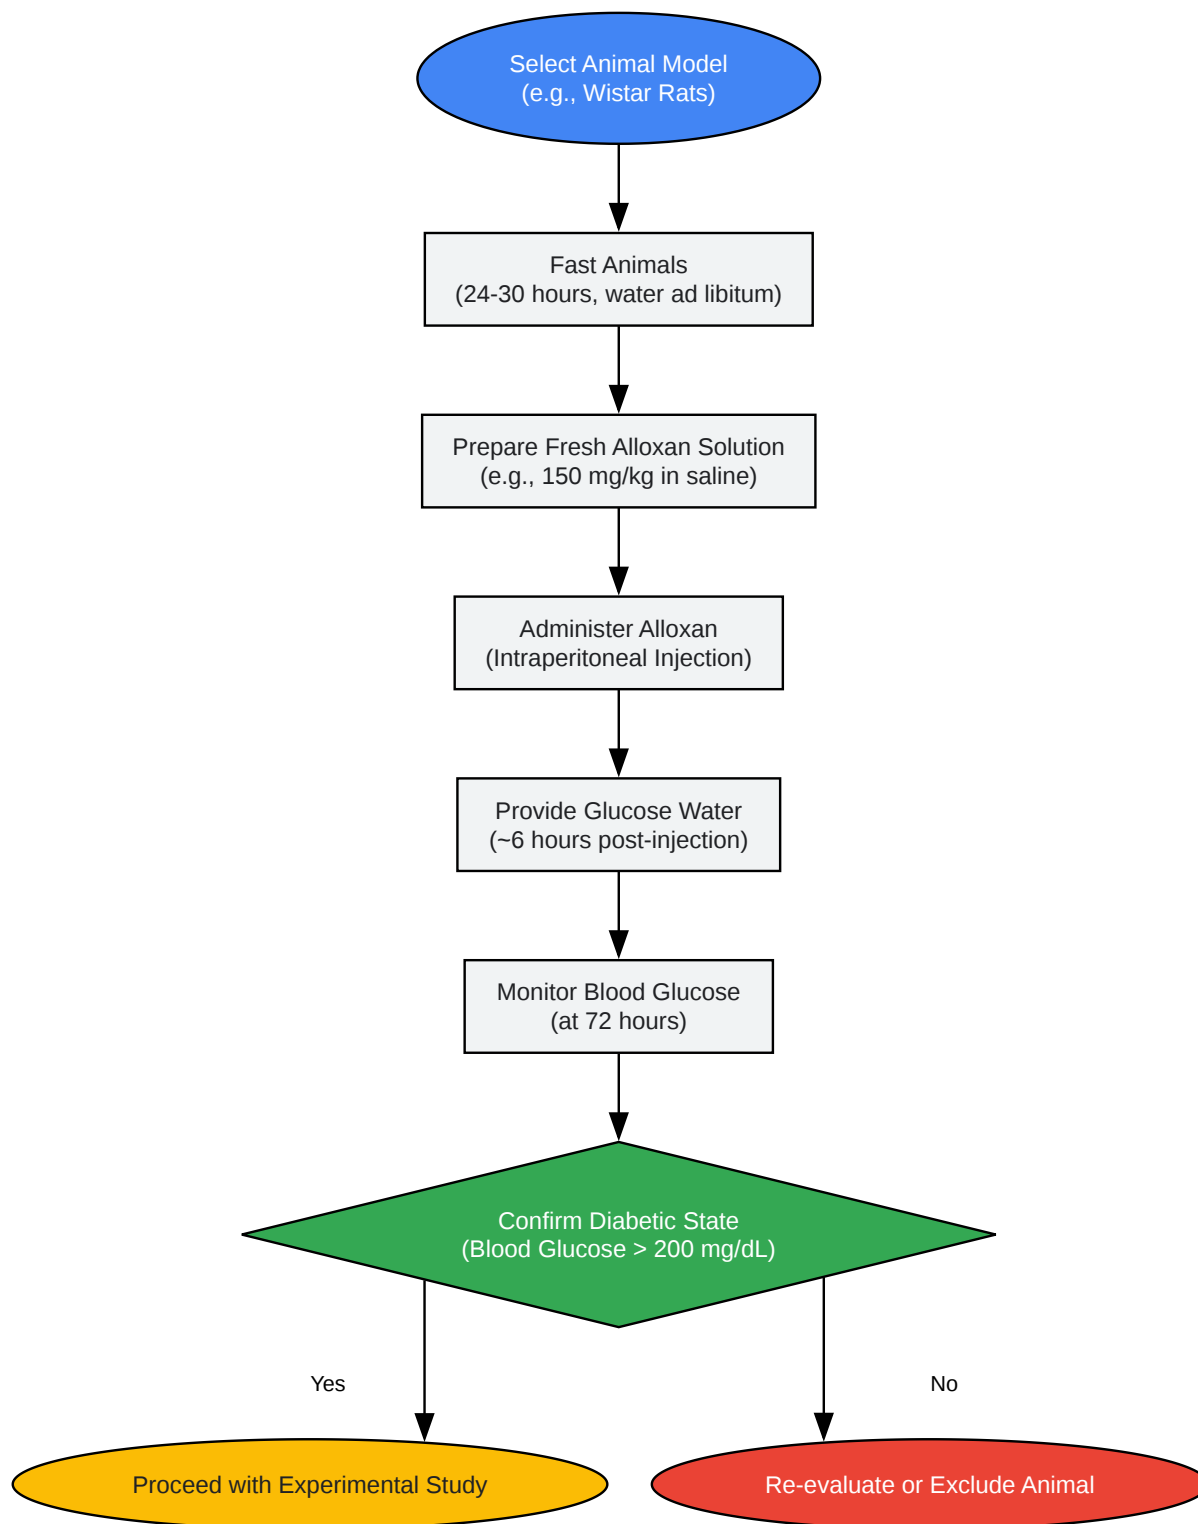 Select Animal Model
(e.g., Wistar Rats)
Fast Animals
(24-30 hours, water ad libitum)
Prepare Fresh Alloxan Solution
(e.g., 150 mg/kg in saline)
Administer Alloxan
(Intraperitoneal Injection)
Provide Glucose Water
(~6 hours post-injection)
Monitor Blood Glucose
(at 72 hours)
Confirm Diabetic State
(Blood Glucose > 200 mg/dL)
Yes
No
Proceed with Experimental Study
Re-evaluate or Exclude Animal